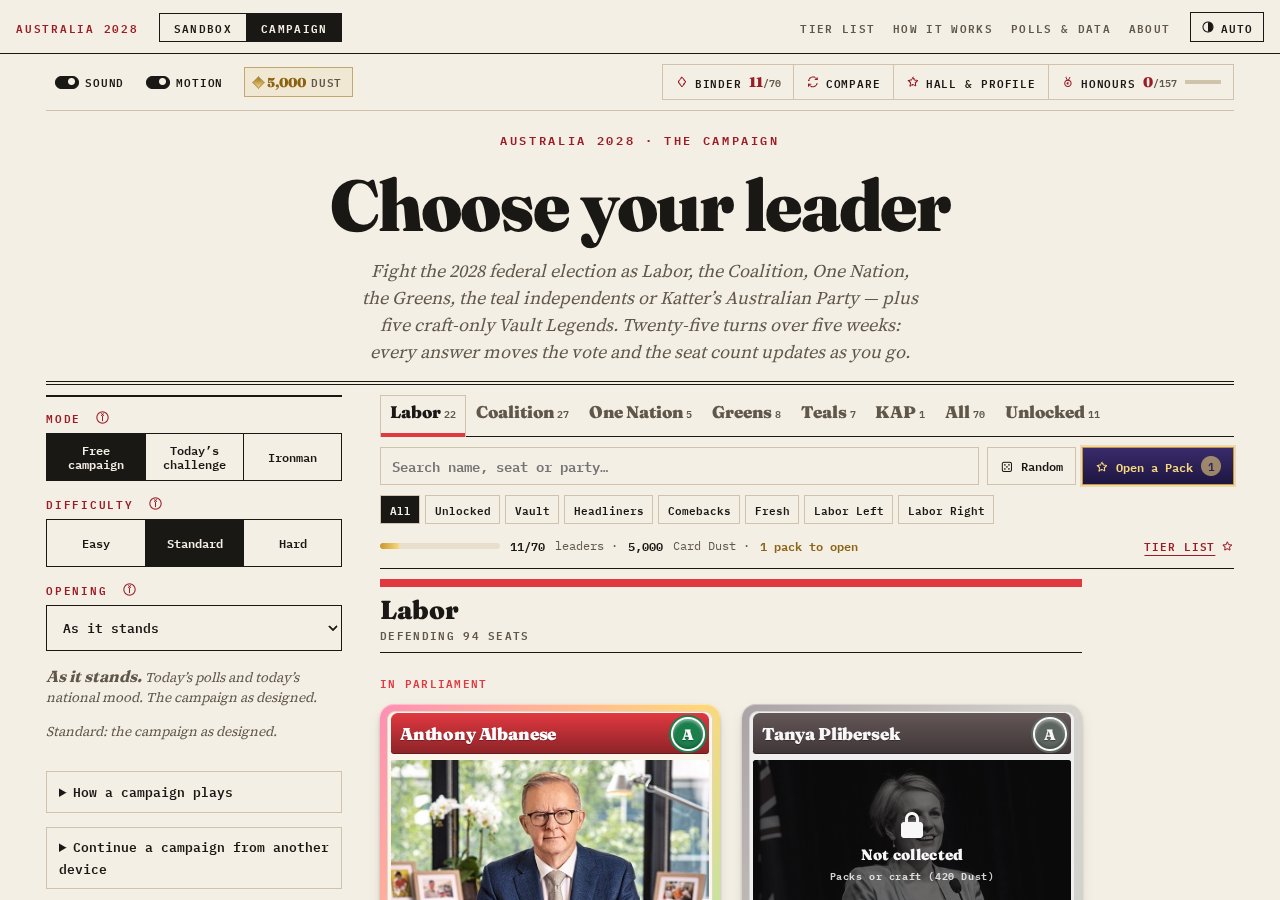 AUSTRALIA 2028 SANDBOX CAMPAIGN TIER LIST HOW IT WORKS POLLS & DATA ABOUT AUTO
SOUND MOTION 5,000 DUST BINDER 11/70 COMPARE HALL & PROFILE HONOURS 0/157
AUSTRALIA 2028 · THE CAMPAIGN
Choose your leader
Fight the 2028 federal election as Labor, the Coalition, One Nation,
the Greens, the teal independents or Katter’s Australian Party — plus
five craft-only Vault Legends. Twenty-five turns over five weeks:
every answer moves the vote and the seat count updates as you go.
MODE
Free campaign
Today’s challenge
Ironman
DIFFICULTY
Easy Standard Hard
OPENING
As it stands
As it stands. Today’s polls and today’s
national mood. The campaign as designed.
Standard: the campaign as designed.
▶ How a campaign plays
▶ Continue a campaign from another
device
Labor 22 Coalition 27 One Nation 5 Greens 8 Teals 7 KAP 1 All 70 Unlocked 11
Search name, seat or party… Random Open a Pack 1
All Unlocked Vault Headliners Comebacks Fresh Labor Left Labor Right
11/70 leaders · 5,000 Card Dust · 1 pack to open TIER LIST
Labor
DEFENDING 94 SEATS
IN PARLIAMENT
Anthony Albanese A
Tanya Plibersek A
Not collected
Packs or craft (420 Dust)